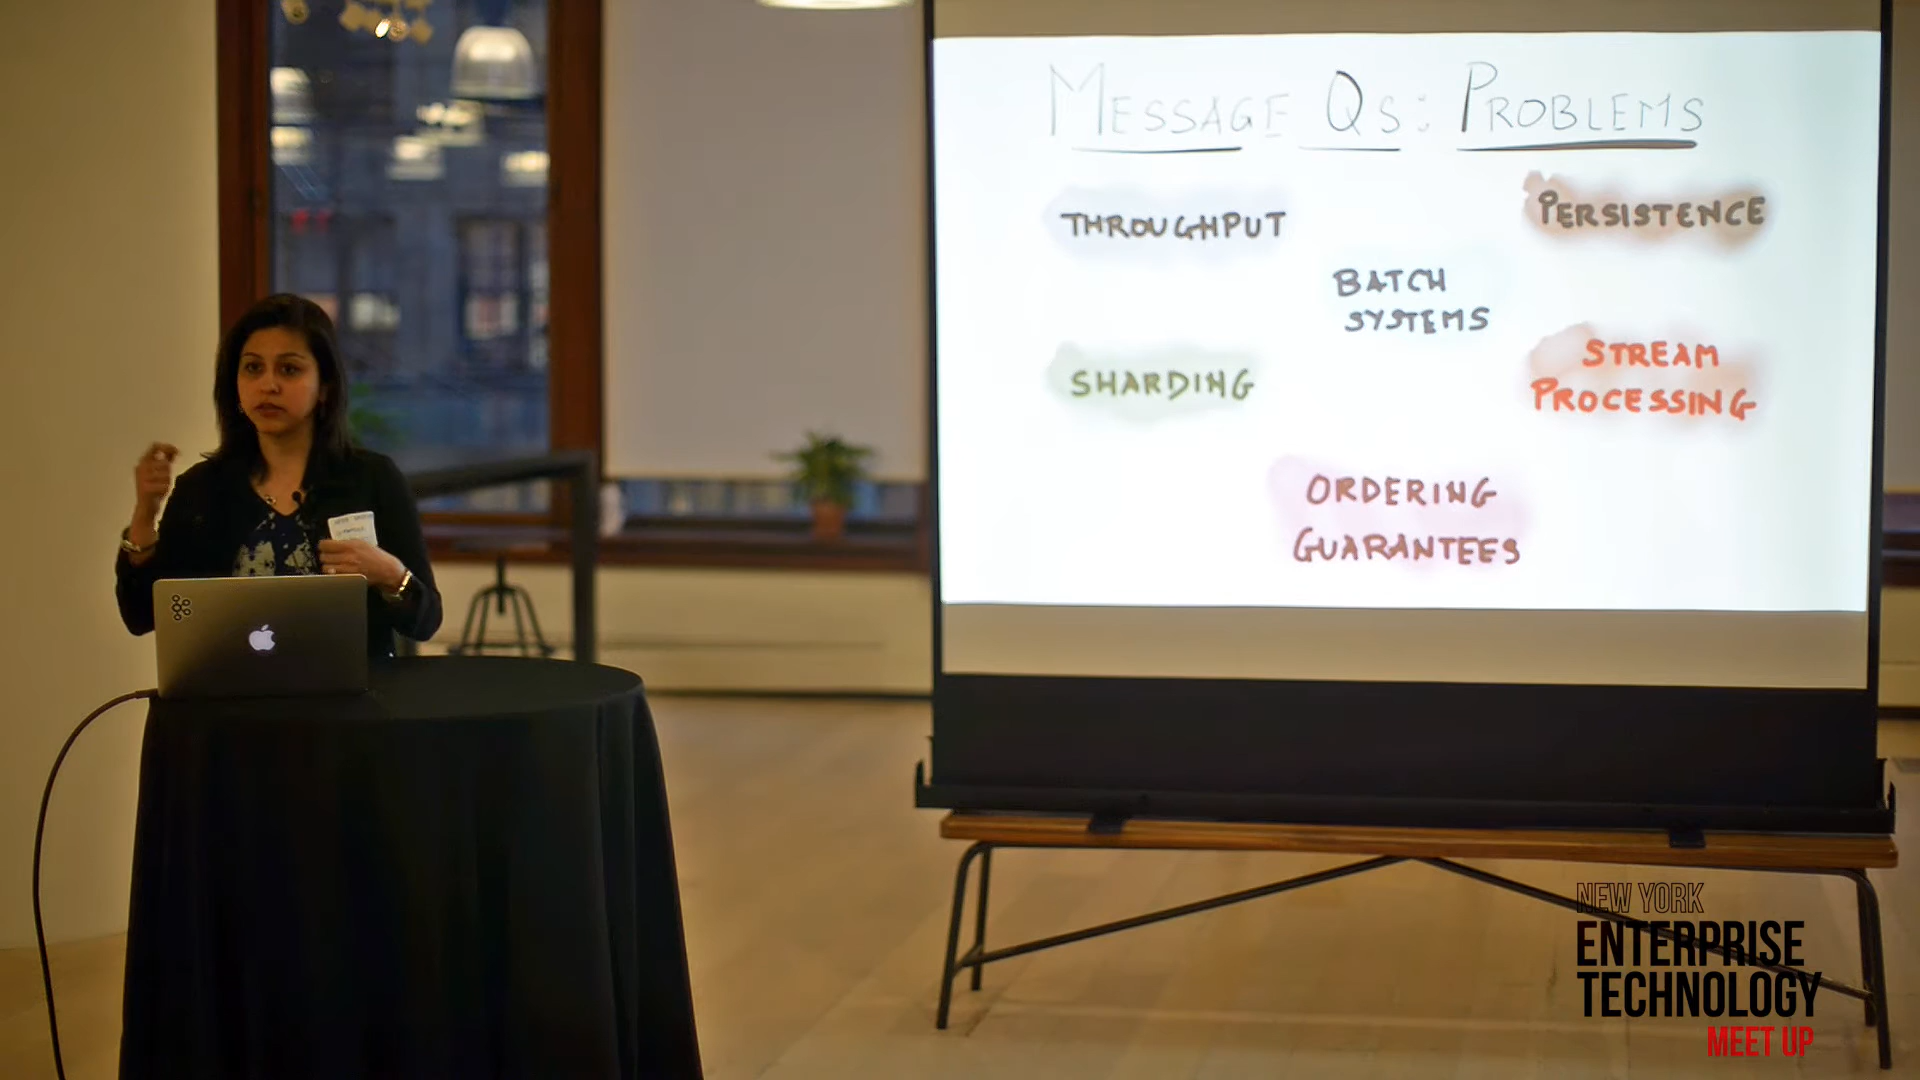 MESSAGE QS: PROBLEMS
THROUGHPUT
PERSISTENCE
BATCH
SYSTEMS
SHARDING
STREAM
PROCESSING
ORDERING
GUARANTEES
NEW YORK
ENTERPRISE
TECHNOLOGY
MEET UP